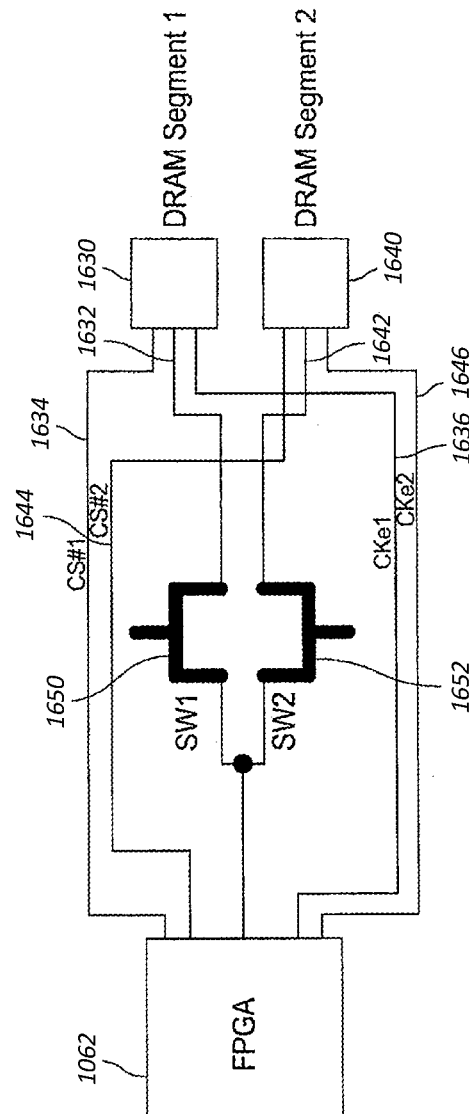 DRAM Segment 1
DRAM Segment 2
1630
1640
1632
1642
1634
1646
1636
1644
CS#1
CS#2
CKe1
CKe2
1650
1652
SW1
SW2
1062
FPGA